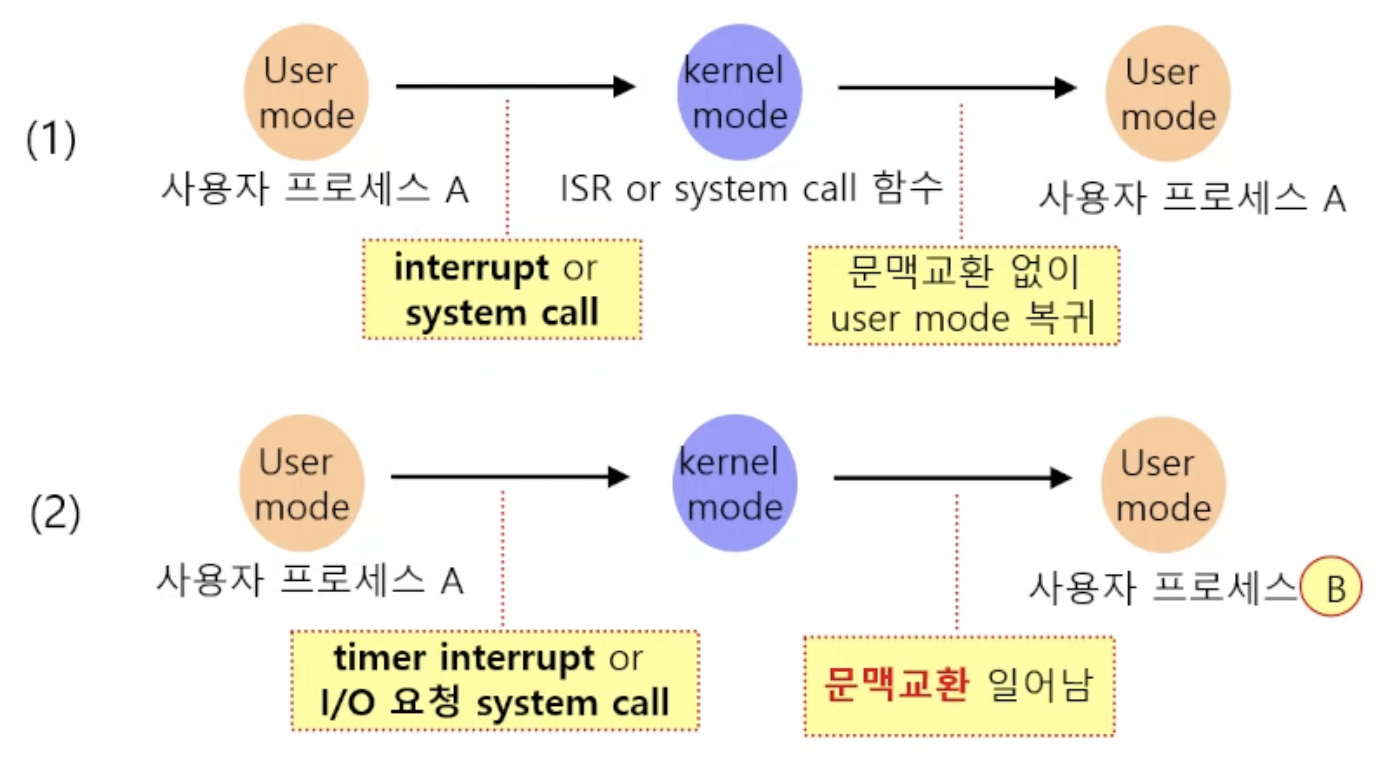 (1)
User
mode
kernel
mode
User
mode
사용자 프로세스 A
ISR or system call 함수
사용자 프로세스 A
interrupt or
system call
문맥교환 없이
user mode 복귀
(2)
User
mode
kernel
mode
User
mode
사용자 프로세스 A
사용자 프로세스 B
timer interrupt or
I/O 요청 system call
문맥교환 일어남